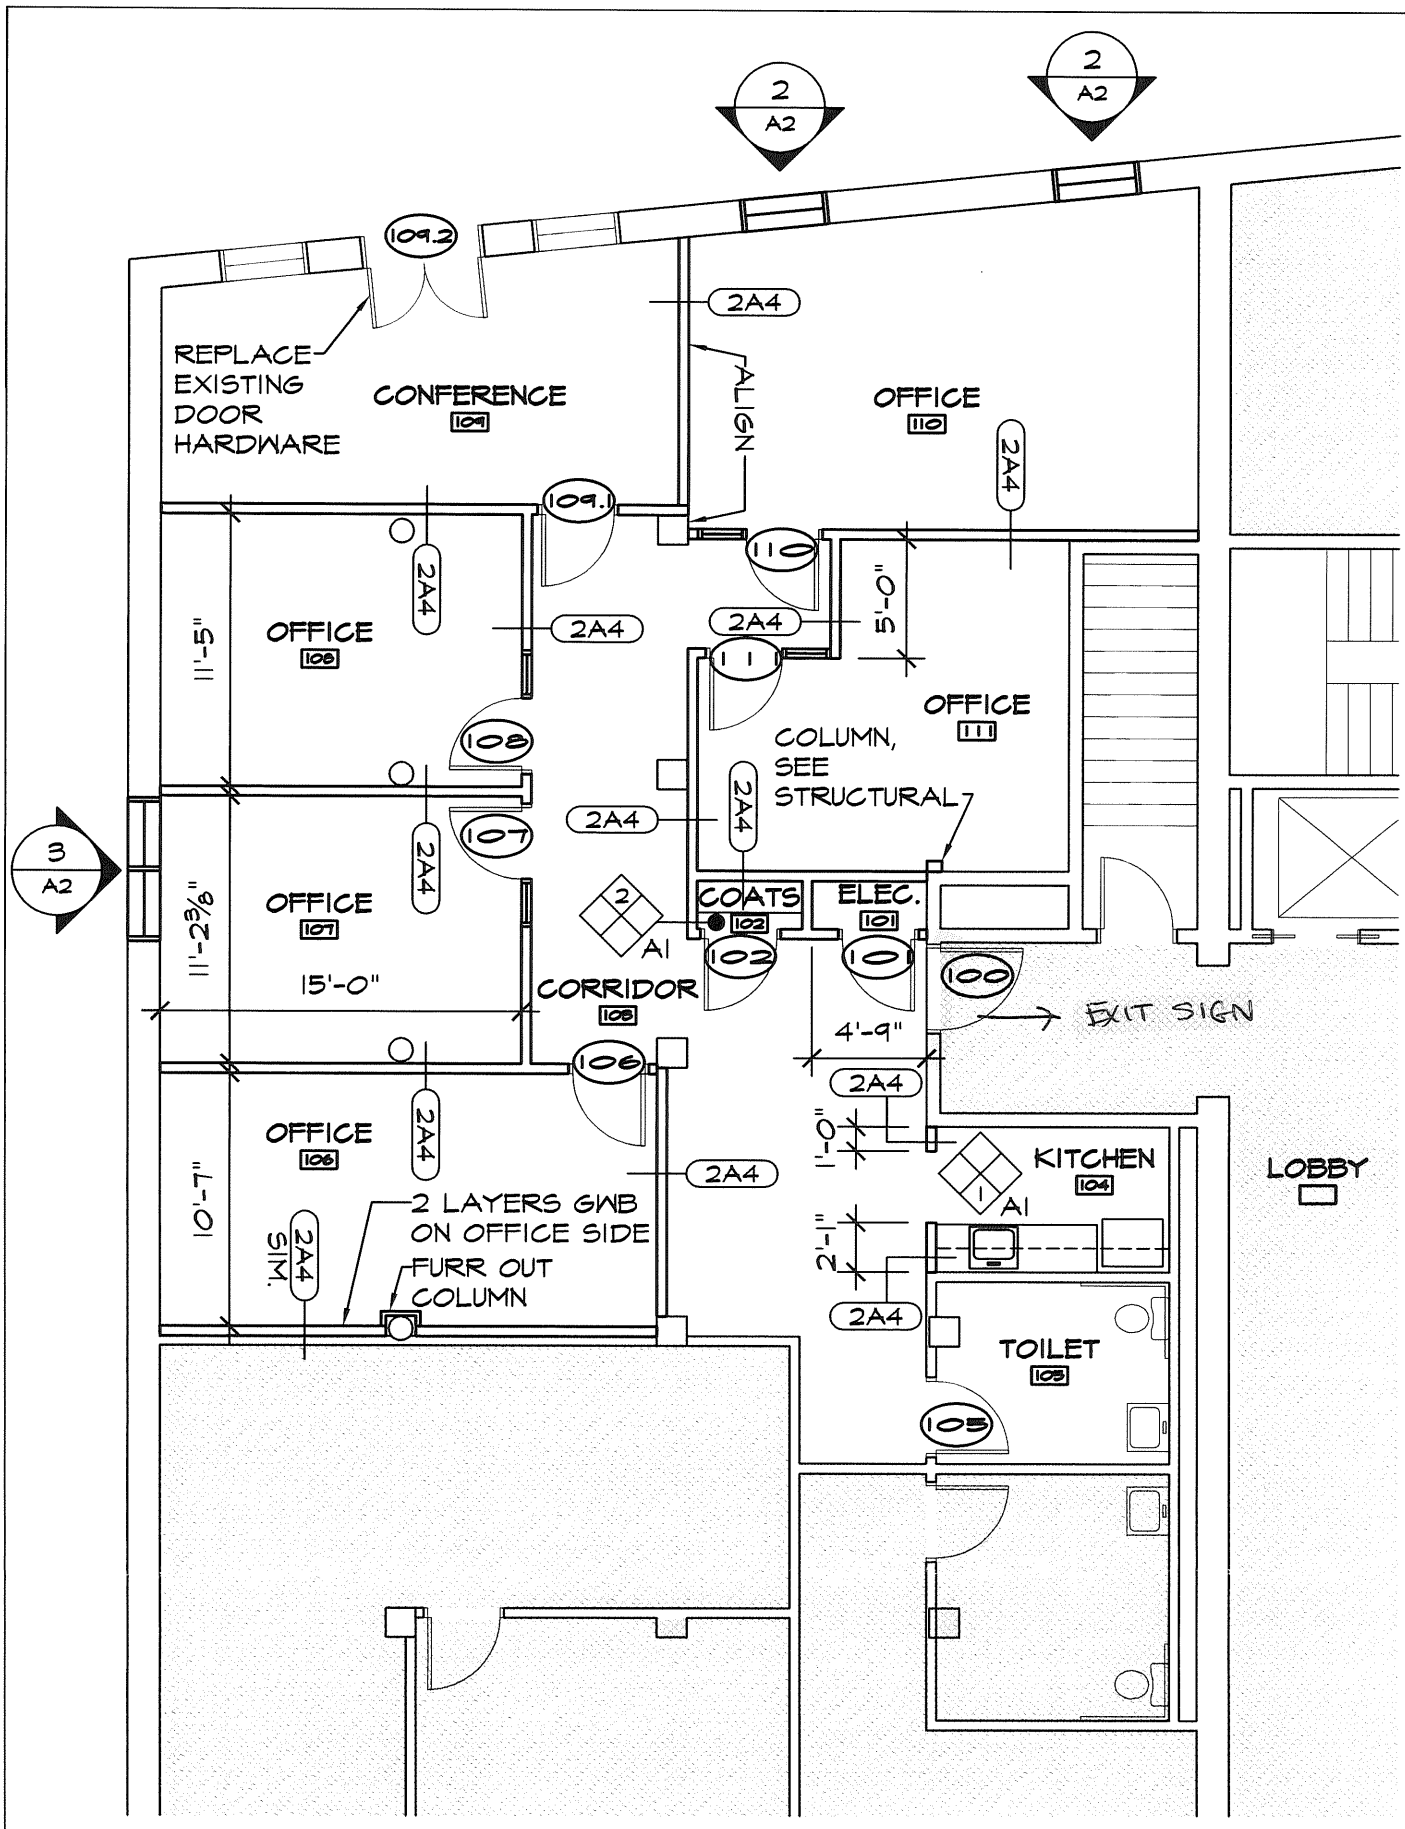 2
A2
2
A2
109.2
2A4
REPLACE
EXISTING
DOOR
HARDWARE
CONFERENCE
109
ALIGN
OFFICE
110
2A4
109.1
110
2A4
11'-5"
OFFICE
108
2A4
2A4
5'-0"
111
OFFICE
111
108
COLUMN,
SEE
STRUCTURAL
2A4
2A4
107
2A4
3
A2
11'-2 3/8"
OFFICE
107
15'-0"
2
A1
COATS
102
ELEC.
101
102
101
100
CORRIDOR
103
EXIT SIGN
4'-9"
106
2A4
OFFICE
106
2A4
2A4
1'-0"
1
A1
KITCHEN
104
LOBBY
10'-7"
2A4
SIM.
2 LAYERS GWB
ON OFFICE SIDE
FURR OUT
COLUMN
2'-1"
2A4
TOILET
105
105